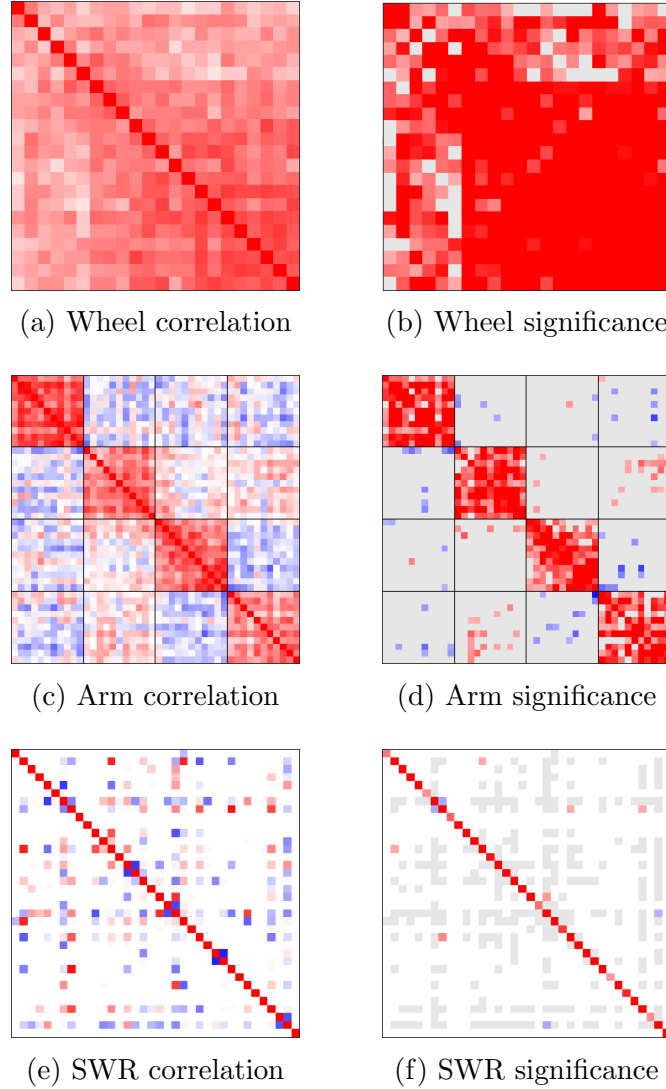 (a) Wheel correlation
(b) Wheel significance
(c) Arm correlation
(d) Arm significance
(e) SWR correlation
(f) SWR significance